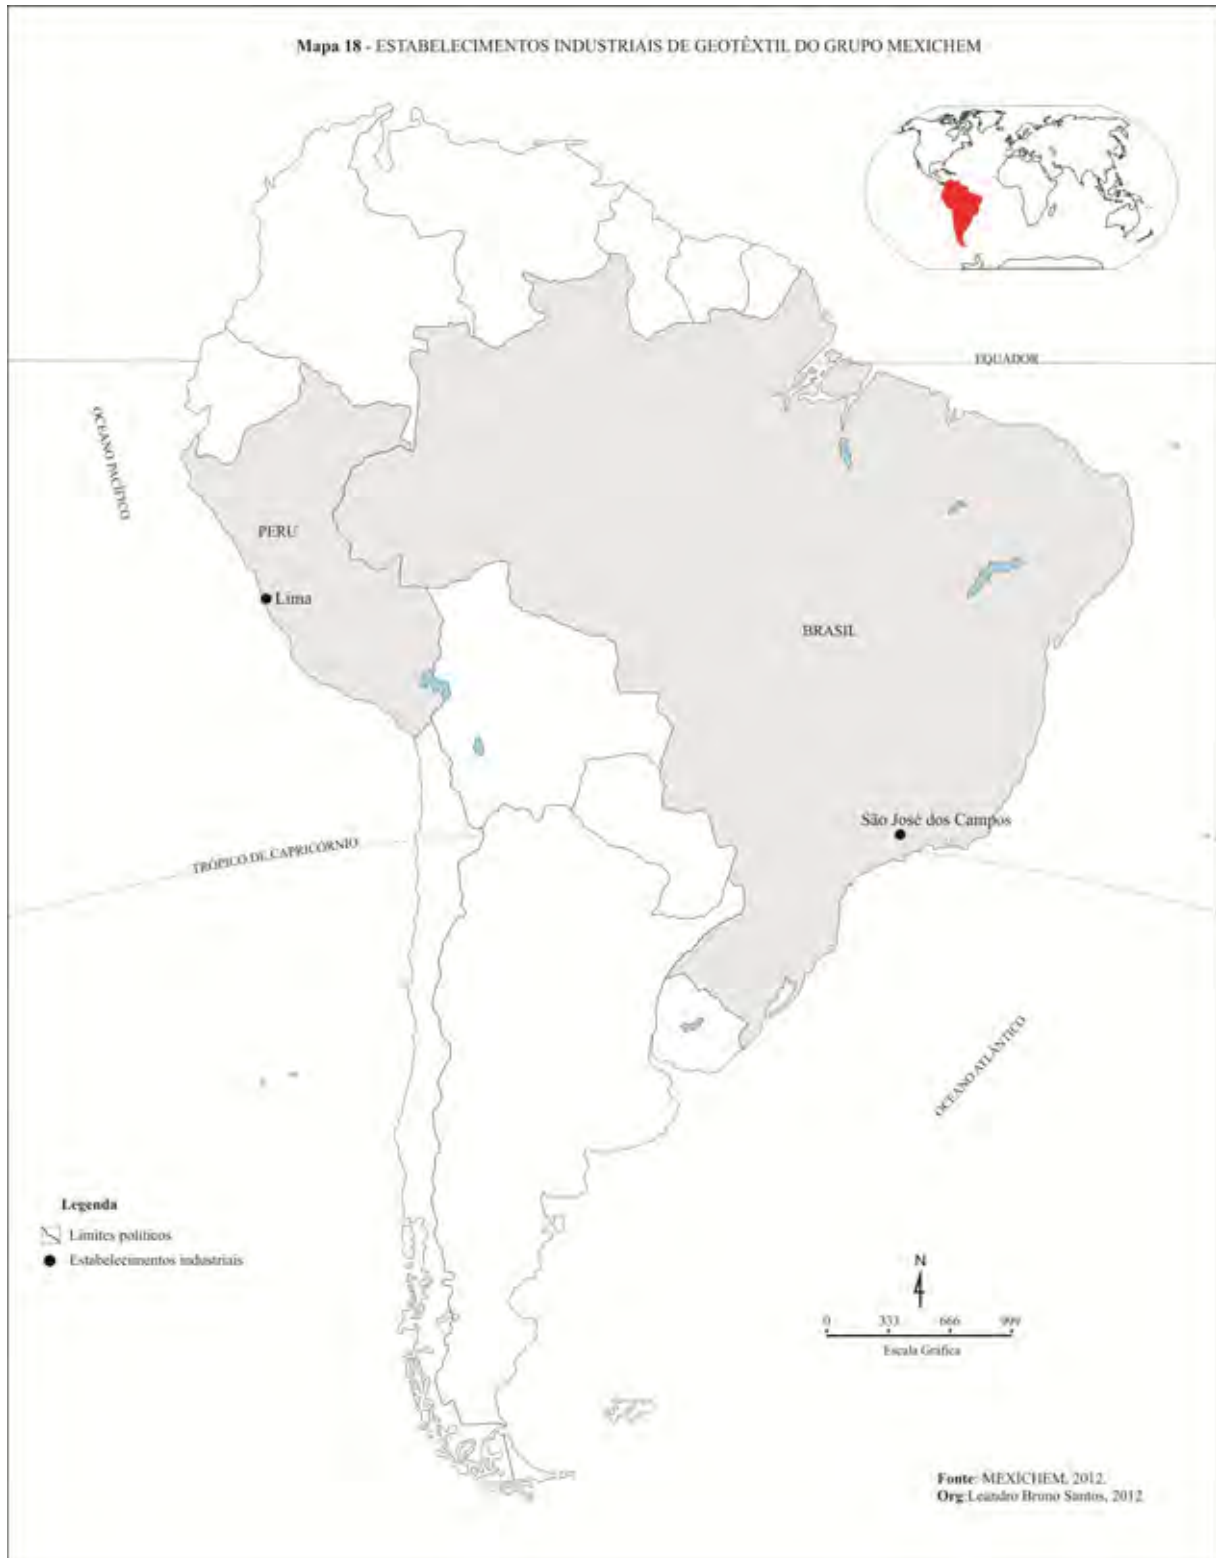 Mapa 18 - ESTABELECIMENTOS INDUSTRIAIS DE GEOTÊXTIL DO GRUPO MEXICHEM
EQUADOR
OCEANO PACÍFICO
PERU
Lima
BRASIL
São José dos Campos
TRÓPICO DE CAPRICÓRNIO
OCEANO ATLÂNTICO
Legenda
Limites políticos
Estabelecimentos industriais
N
0 333 666 999
Escala Gráfica
Fonte: MEXICHEM, 2012.
Org:Leandro Bruno Santos, 2012